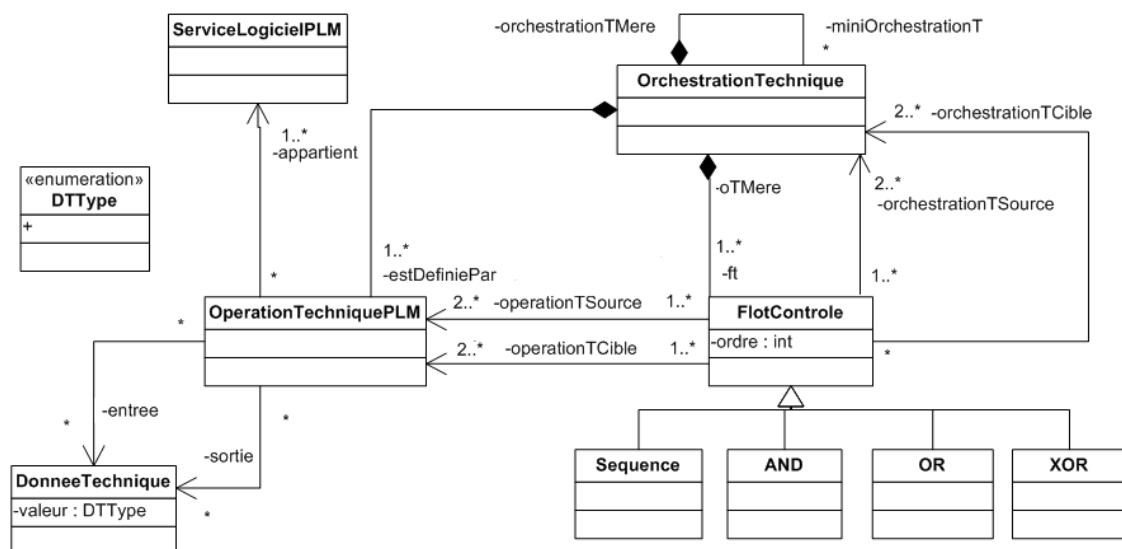 -orchestrationTMere
-miniOrchestrationT
*
ServiceLogicielPLM
OrchestrationTechnique
2..* -orchestrationTCible
1..*
-appartient
«enumeration»
DTType
+
-oTMere
2..*
-orchestrationTSource
1..*
-estDefiniePar
1..*
-ft
1..*
*
OperationTechniquePLM
2..* -operationTSource 1..*
FlotControle
-ordre : int
*
*
2..* -operationTCible 1..*
-entree
*
*
-sortie
*
DonneeTechnique
-valeur : DTType
Sequence
AND
OR
XOR